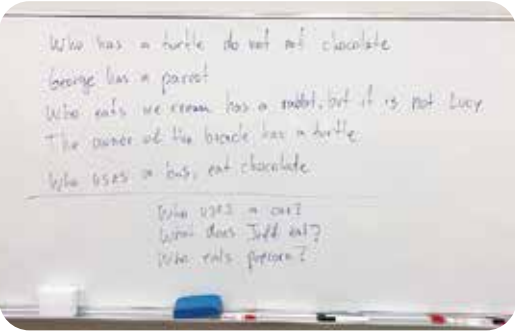 Who has a turtle do not eat chocolate
George has a parrot
Who eats ice cream has a rabbit, but it is not Lucy
The owner of the bicycle has a turtle
Who uses a bus, eat chocolate
Who uses a car?
What does Judd eat?
Who eats popcorn?